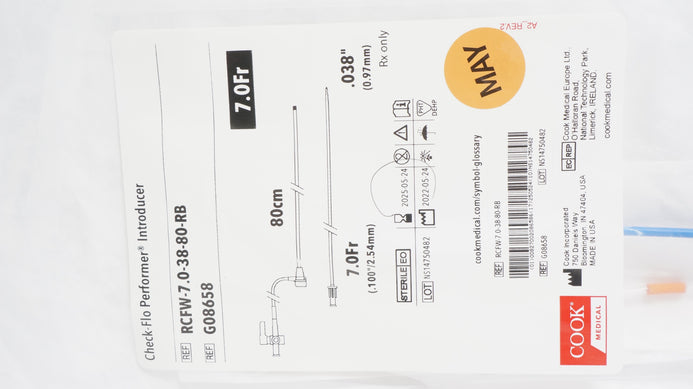 Check-Flo Performer® Introducer
REF RCFW-7.0-38-80-RB
REF G08658
7.0Fr
80cm
7.0Fr
(.100"/2.54mm)
.038"
(0.97mm)
Rx only
STERILE EO
2025-05-24
PHT
DEHP
LOT NS14750482
2022-05-24
cookmedical.com/symbol-glossary
REF RCFW-7.0-38-80-RB
REF G08658
LOT NS14750482
MAY
A2_REV.2
COOK®
MEDICAL
Cook Incorporated
750 Daniels Way
Bloomington, IN 47404, USA
MADE IN USA
EC REP
Cook Medical Europe Ltd.
O'Halloran Road,
National Technology Park,
Limerick, IRELAND.
cookmedical.com